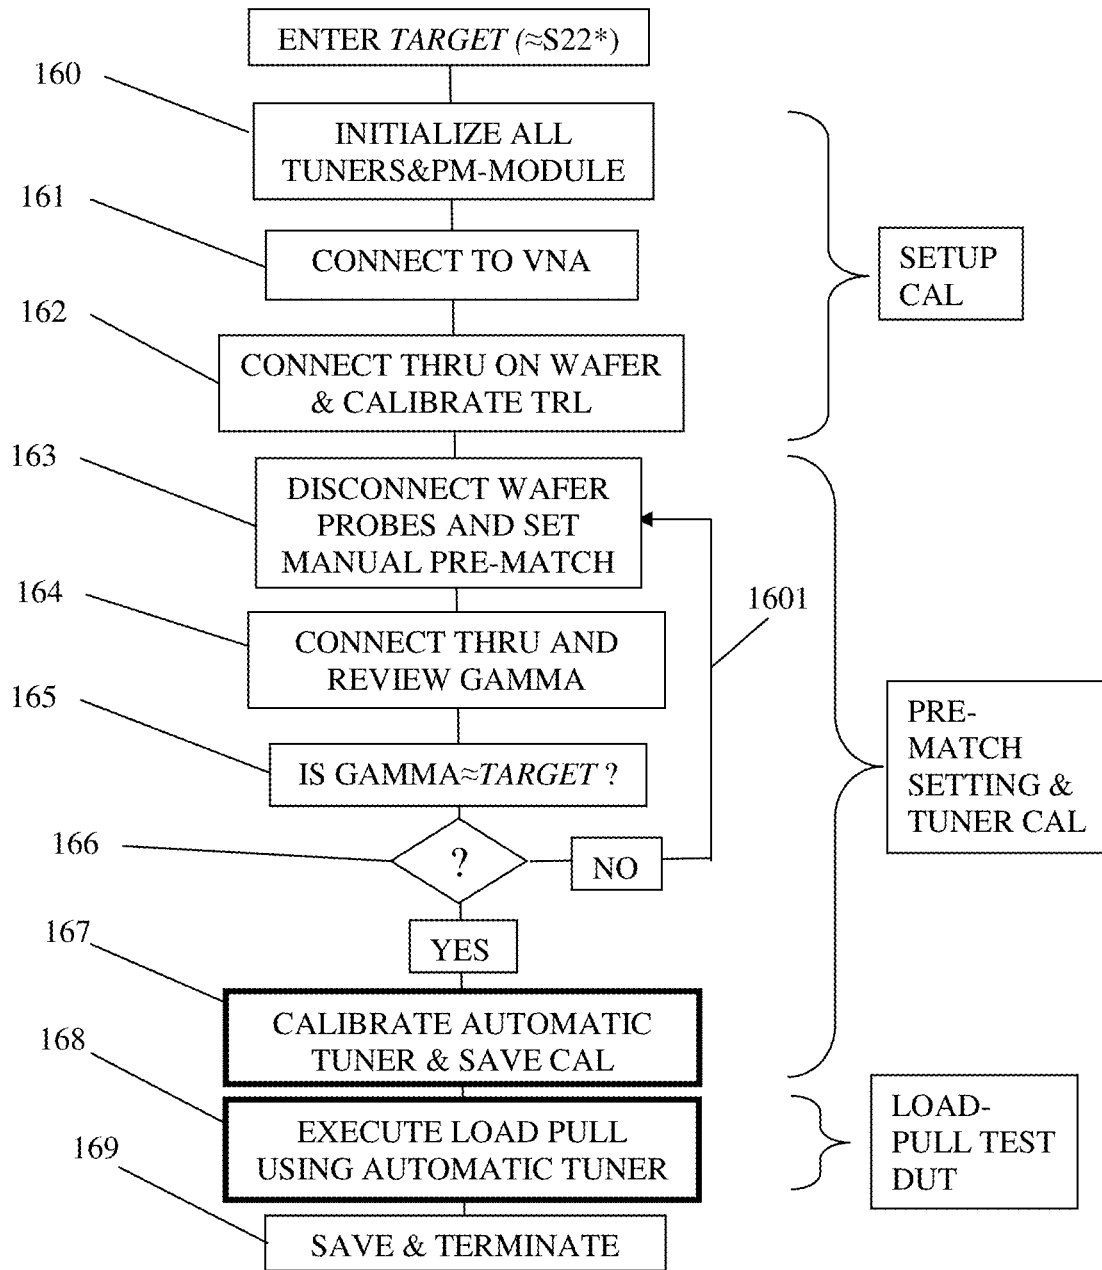 ENTER TARGET (≈S22*)
160
INITIALIZE ALL
TUNERS&PM-MODULE
161
CONNECT TO VNA
SETUP
CAL
162
CONNECT THRU ON WAFER
& CALIBRATE TRL
163
DISCONNECT WAFER
PROBES AND SET
MANUAL PRE-MATCH
164
CONNECT THRU AND
REVIEW GAMMA
1601
165
IS GAMMA≈TARGET ?
PRE-
MATCH
SETTING &
TUNER CAL
166
?
NO
YES
167
CALIBRATE AUTOMATIC
TUNER & SAVE CAL
168
EXECUTE LOAD PULL
USING AUTOMATIC TUNER
LOAD-
PULL TEST
DUT
169
SAVE & TERMINATE